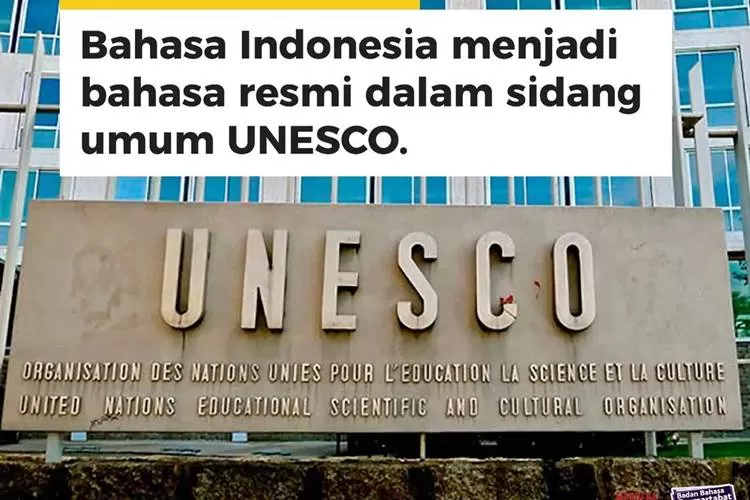 Bahasa Indonesia menjadi
bahasa resmi dalam sidang
umum UNESCO.
UNESCO
ORGANISATION DES NATIONS UNIES POUR L'EDUCATION LA SCIENCE ET LA CULTURE
UNITED NATIONS EDUCATIONAL SCIENTIFIC AND CULTURAL ORGANISATION
Badan Bahasa